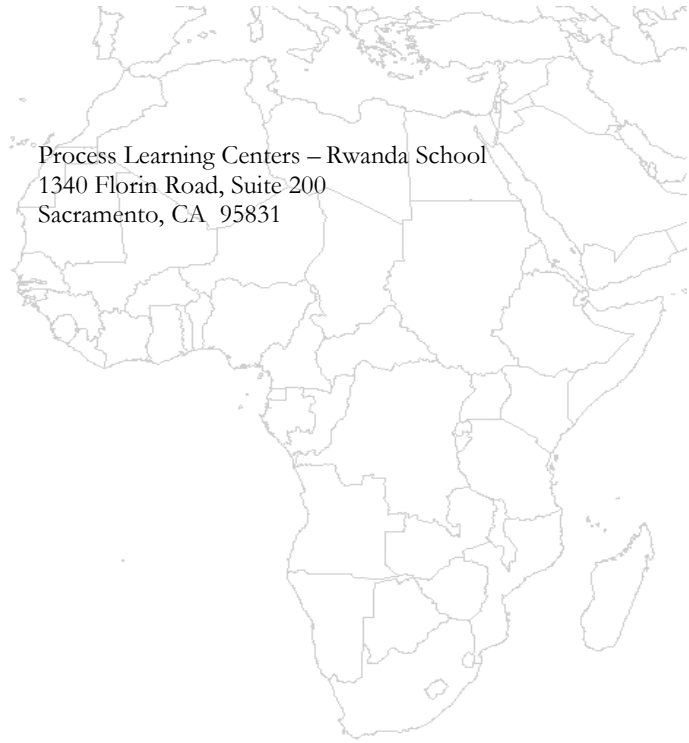 Process Learning Centers – Rwanda School
1340 Florin Road, Suite 200
Sacramento, CA  95831